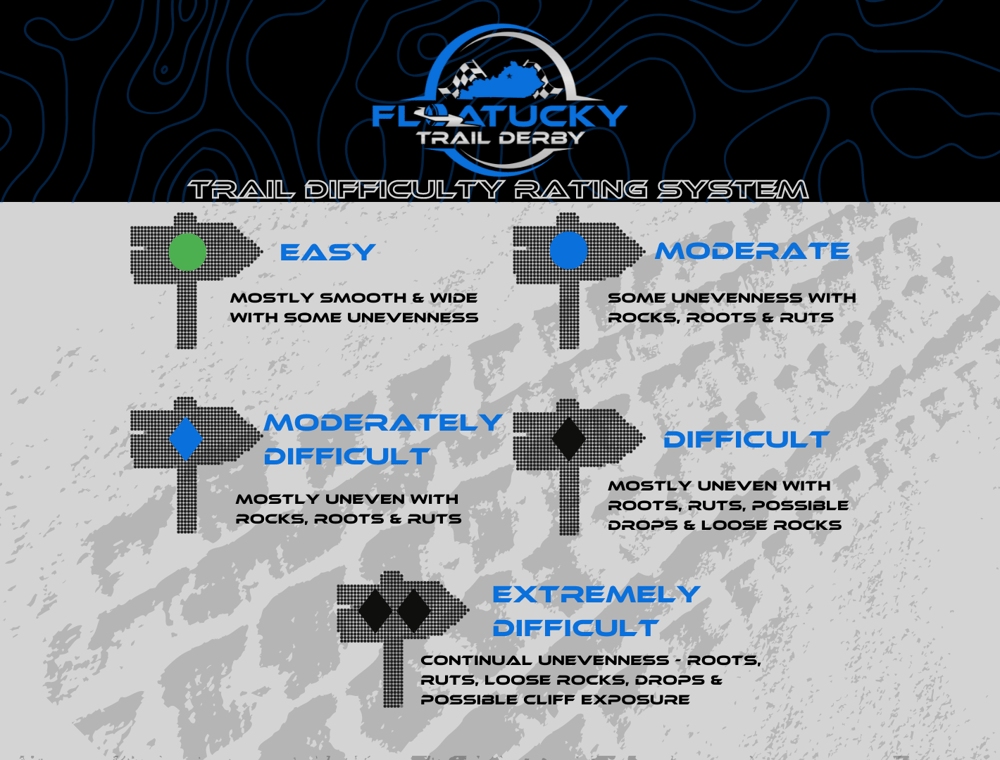 FLOATUCKY
TRAIL DERBY
TRAIL DIFFICULTY RATING SYSTEM
EASY
MOSTLY SMOOTH & WIDE
WITH SOME UNEVENNESS
MODERATE
SOME UNEVENNESS WITH
ROCKS, ROOTS & RUTS
MODERATELY
DIFFICULT
MOSTLY UNEVEN WITH
ROCKS, ROOTS & RUTS
DIFFICULT
MOSTLY UNEVEN WITH
ROOTS, RUTS, POSSIBLE
DROPS & LOOSE ROCKS
EXTREMELY
DIFFICULT
CONTINUAL UNEVENNESS - ROOTS,
RUTS, LOOSE ROCKS, DROPS &
POSSIBLE CLIFF EXPOSURE